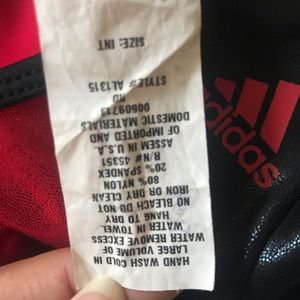 HAND WASH COLD IN
LARGE VOLUME OF
WATER REMOVE EXCESS
WATER IN TOWEL
HANG TO DRY
NO BLEACH DO NOT
IRON OR DRY CLEAN
80% NYLON
20% SPANDEX
R/N# 45351
ASSEM IN U.S.A.
OF IMPORTED AND
DOMESTIC MATERIALS
00609713
RD
STYLE# AL1315
SIZE: INT
adidas